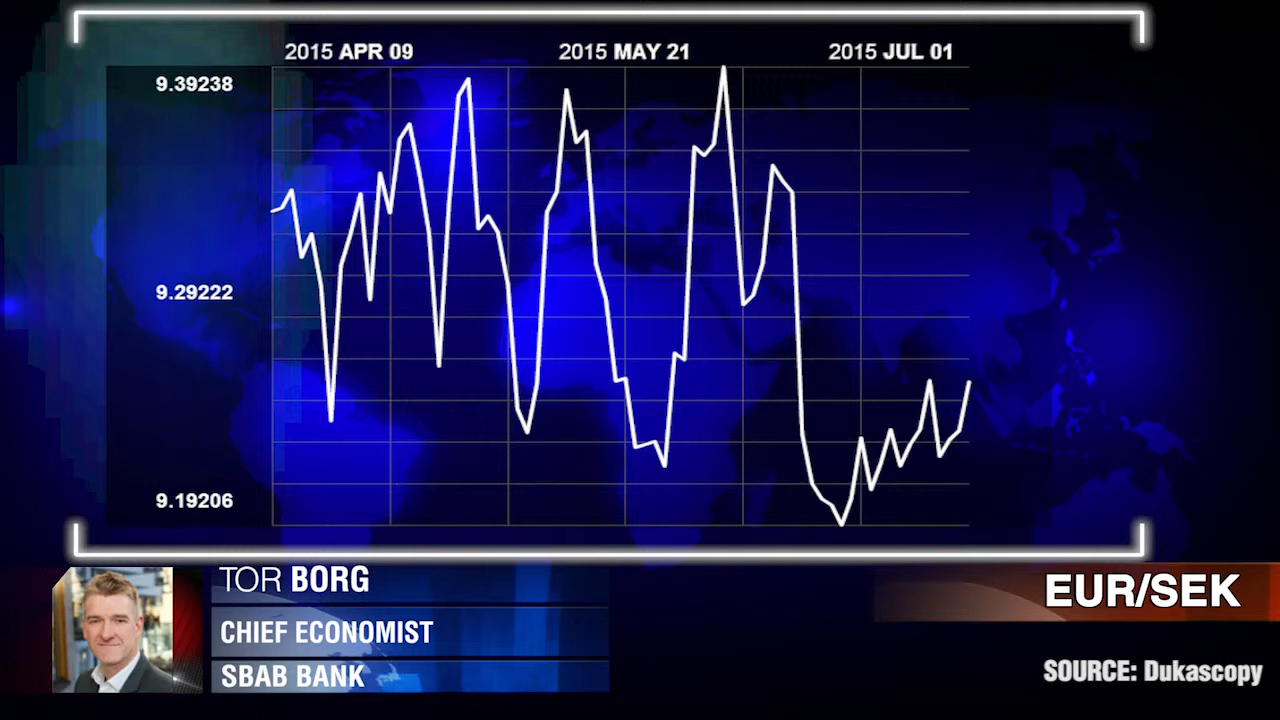 2015 APR 09 2015 MAY 21 2015 JUL 01
9.39238
9.29222
9.19206
TOR BORG
CHIEF ECONOMIST
SBAB BANK
EUR/SEK
SOURCE: Dukascopy